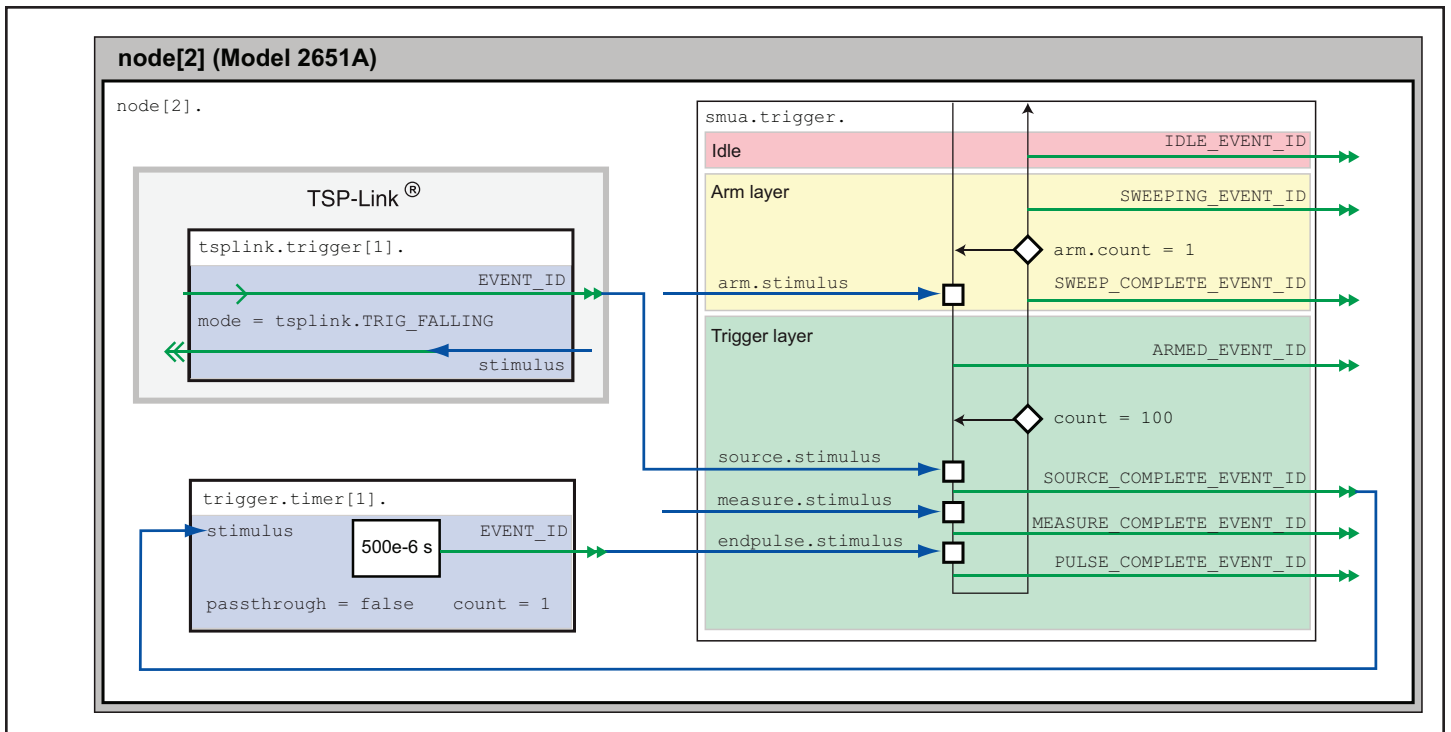 node[2] (Model 2651A)
node[2].
TSP-Link®
tsplink.trigger[1].
EVENT_ID
mode = tsplink.TRIG_FALLING
stimulus
trigger.timer[1].
stimulus
500e-6 s
EVENT_ID
passthrough = false count = 1
smua.trigger.
Idle
IDLE_EVENT_ID
Arm layer
SWEEPING_EVENT_ID
arm.count = 1
arm.stimulus
SWEEP_COMPLETE_EVENT_ID
Trigger layer
ARMED_EVENT_ID
count = 100
source.stimulus
SOURCE_COMPLETE_EVENT_ID
measure.stimulus
MEASURE_COMPLETE_EVENT_ID
endpulse.stimulus
PULSE_COMPLETE_EVENT_ID